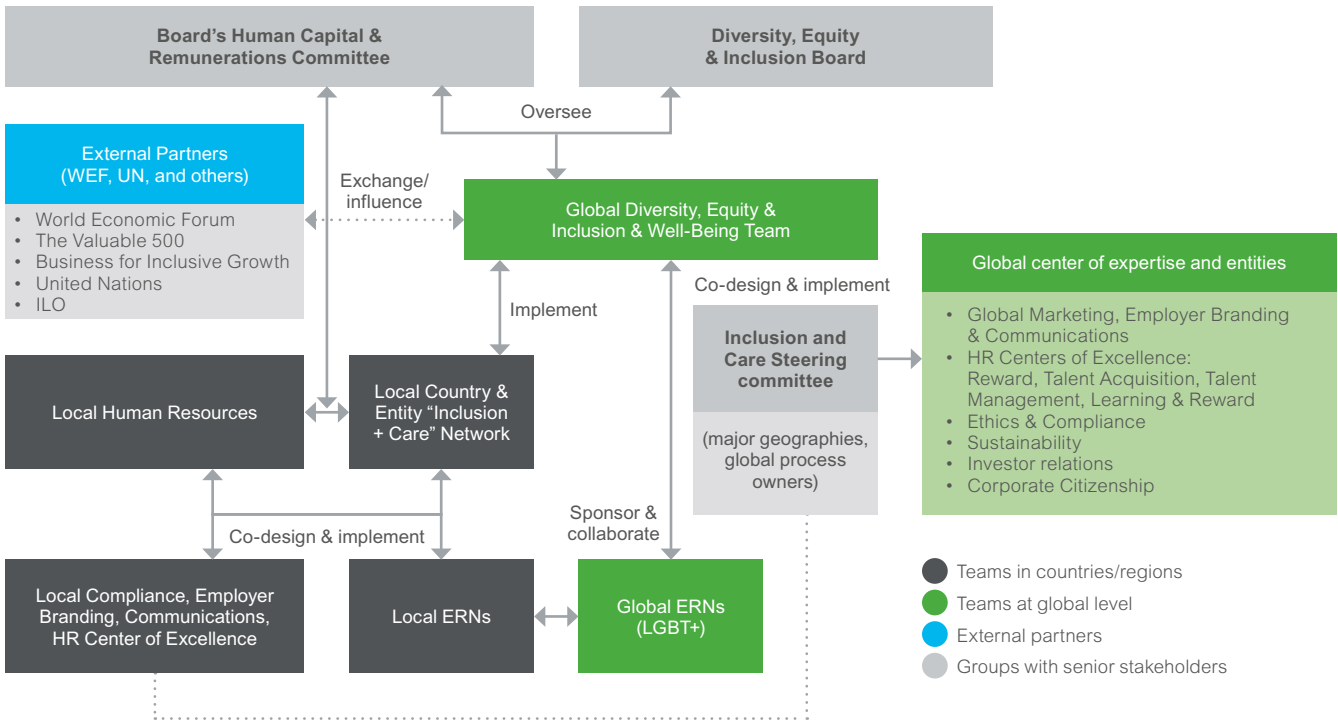 Board's Human Capital &
Remunerations Committee
Diversity, Equity
& Inclusion Board
Oversee
External Partners
(WEF, UN, and others)
• World Economic Forum
• The Valuable 500
• Business for Inclusive Growth
• United Nations
• ILO
Exchange/
influence
Global Diversity, Equity &
Inclusion & Well-Being Team
Implement
Co-design & implement
Inclusion and
Care Steering
committee
(major geographies,
global process
owners)
Global center of expertise and entities
• Global Marketing, Employer Branding
& Communications
• HR Centers of Excellence:
Reward, Talent Acquisition, Talent
Management, Learning & Reward
• Ethics & Compliance
• Sustainability
• Investor relations
• Corporate Citizenship
Local Human Resources
Local Country &
Entity “Inclusion
+ Care” Network
Co-design & implement
Sponsor &
collaborate
Local Compliance, Employer
Branding, Communications,
HR Center of Excellence
Local ERNs
Global ERNs
(LGBT+)
Teams in countries/regions
Teams at global level
External partners
Groups with senior stakeholders